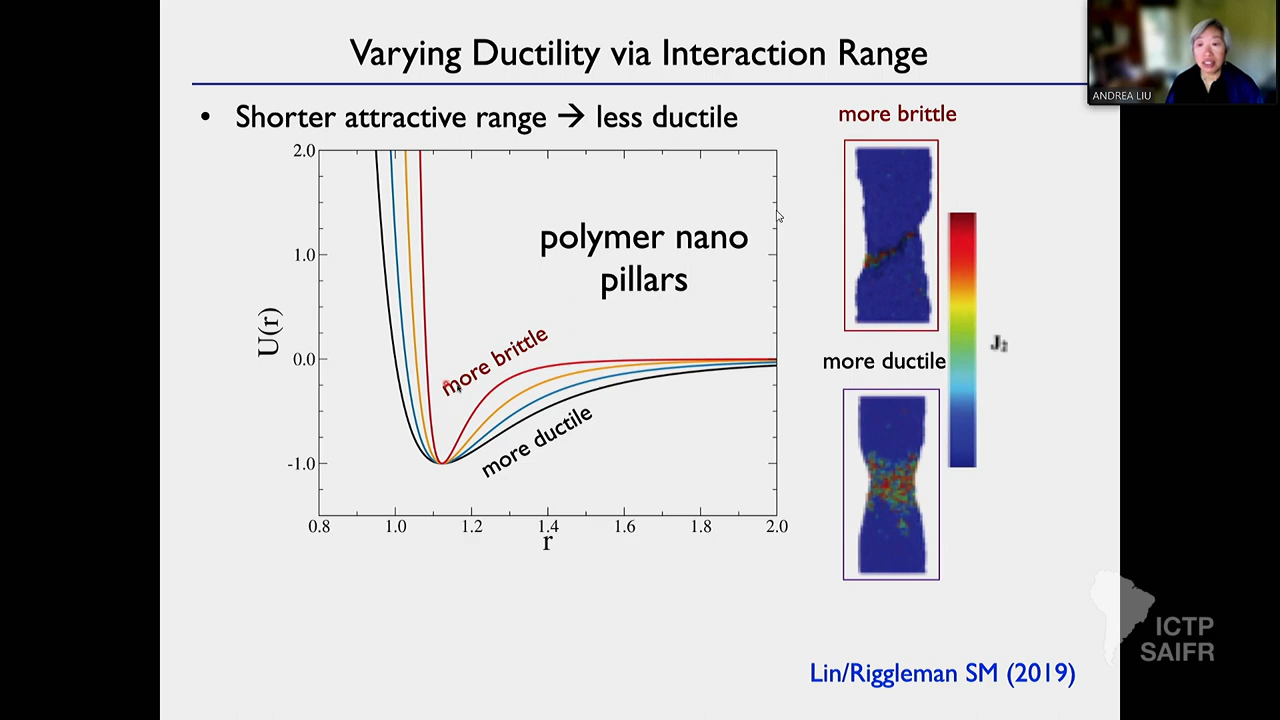 Varying Ductility via Interaction Range
ANDREA LIU
• Shorter attractive range → less ductile
more brittle
2.0
1.0
0.0
-1.0
U(r)
polymer nano
pillars
more brittle
more ductile
0.8 1.0 1.2 1.4 1.6 1.8 2.0
r
J₂
more ductile
ICTP
SAIFR
Lin/Riggleman SM (2019)